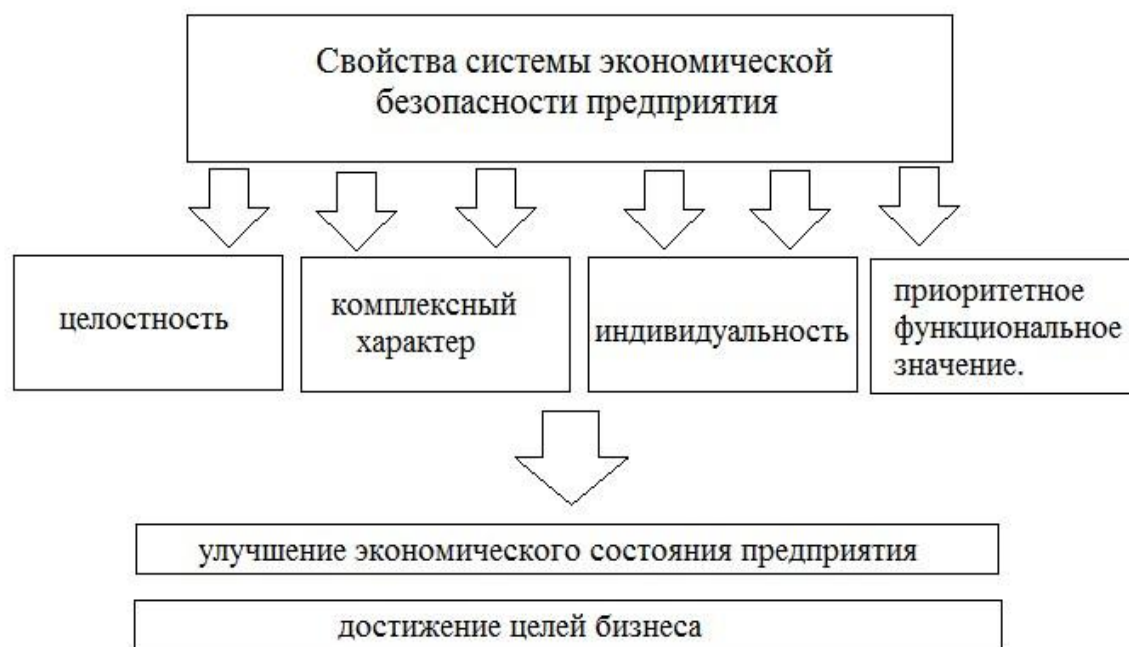 Свойства системы экономической
безопасности предприятия
целостность
комплексный
характер
индивидуальность
приоритетное
функциональное
значение.
улучшение экономического состояния предприятия
достижение целей бизнеса